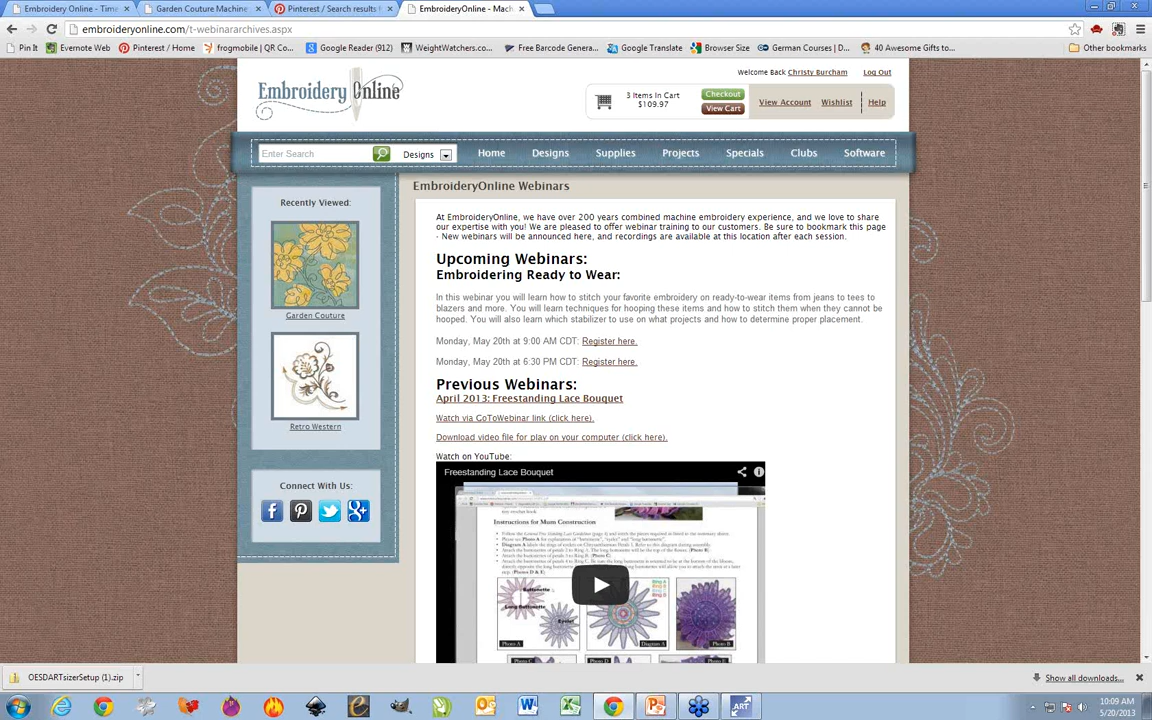 Embroidery Online - Time
Garden Couture Machine
Pinterest / Search results f
EmbroideryOnline - Mach
embroideryonline.com/t-webinararchives.aspx
Pin It
Evernote Web
Pinterest / Home
frogmobile | QR Co...
Google Reader (912)
WeightWatchers.co...
Free Barcode Genera...
Google Translate
Browser Size
German Courses | D...
40 Awesome Gifts to...
Other bookmarks
Embroidery Online
Welcome Back Christy Burcham
Log Out
3 Items In Cart
$109.97
Checkout
View Cart
View Account
Wishlist
Help
Enter Search
Designs
Home
Designs
Supplies
Projects
Specials
Clubs
Software
Recently Viewed:
Garden Couture
Retro Western
Connect With Us:
EmbroideryOnline Webinars
At EmbroideryOnline, we have over 200 years combined machine embroidery experience, and we love to share
our expertise with you! We are pleased to offer webinar training to our customers. Be sure to bookmark this page
- New webinars will be announced here, and recordings are available at this location after each session.
Upcoming Webinars:
Embroidering Ready to Wear:
In this webinar you will learn how to stitch your favorite embroidery on ready-to-wear items from jeans to tees to
blazers and more. You will learn techniques for hooping these items and how to stitch them when they cannot be
hooped. You will also learn which stabilizer to use on what projects and how to determine proper placement.
Monday, May 20th at 9:00 AM CDT: Register here.
Monday, May 20th at 6:30 PM CDT: Register here.
Previous Webinars:
April 2013: Freestanding Lace Bouquet
Watch via GoToWebinar link (click here).
Download video file for play on your computer (click here).
Watch on YouTube:
Freestanding Lace Bouquet
Instructions for Mum Construction
Buttonette
Long Buttonette
Eyelet
Photo A
Diagram A
Photo B
Photo C
Photo D
Photo E
OESDARTsizerSetup (1).zip
Show all downloads...
ART
10:09 AM
5/20/2013